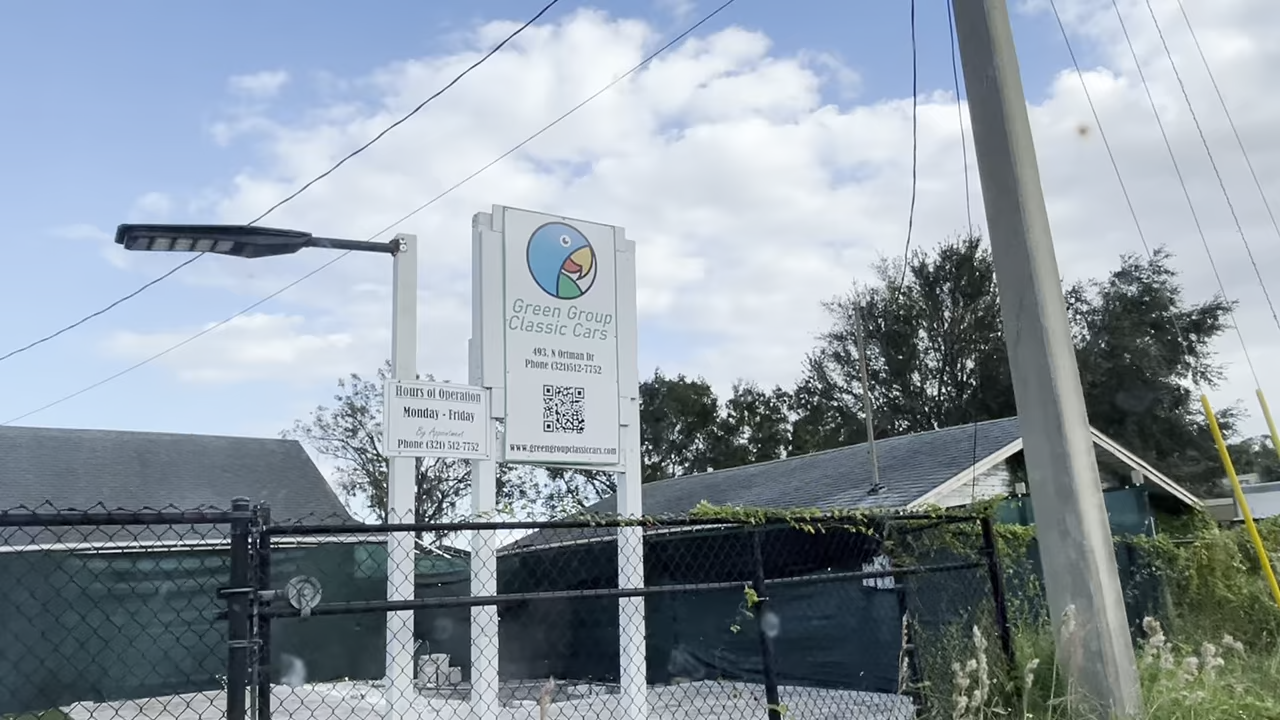 Green Group
Classic Cars
493, N Ortman Dr
Phone (321)512-7752
www.greengroupclassiccars.com
Hours of Operation
Monday - Friday
By Appointment
Phone (321) 512-7752